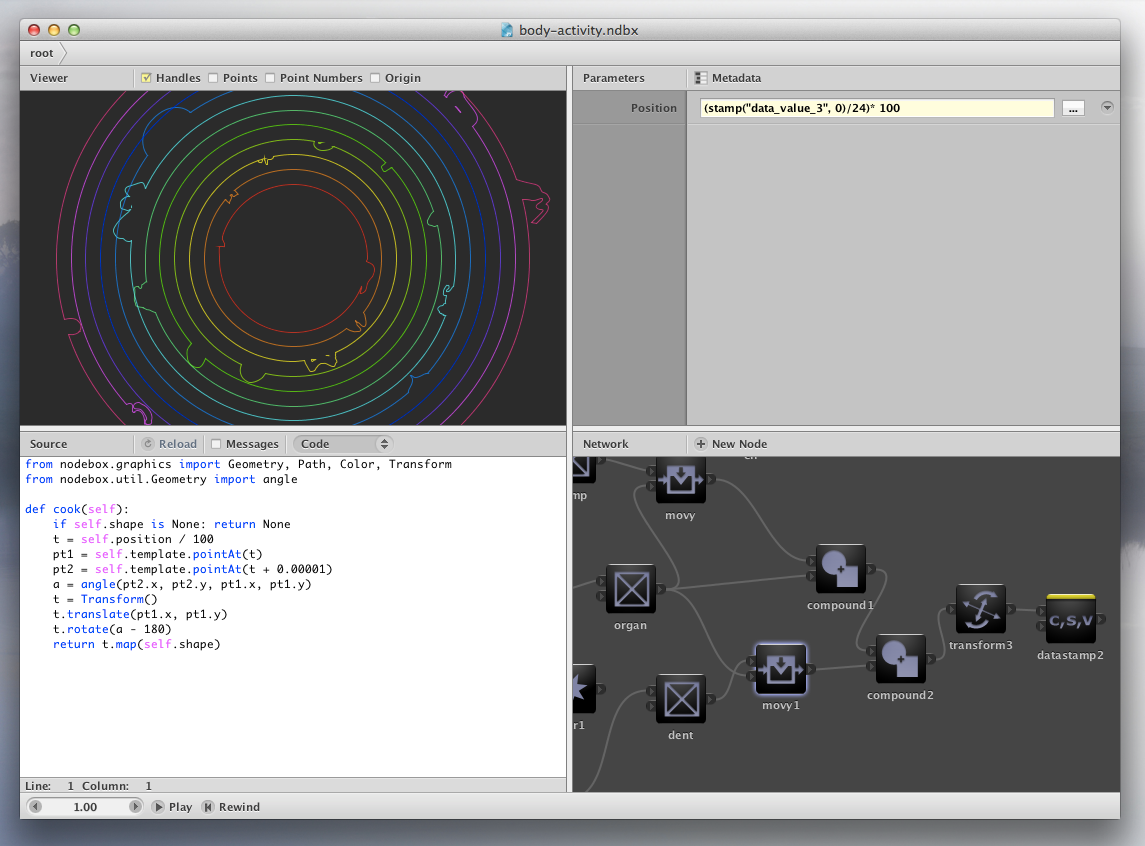 body-activity.ndbx
root
Viewer
Handles
Points
Point Numbers
Origin
Parameters
Metadata
Position
(stamp("data_value_3", 0)/24)* 100
...
Source
Reload
Messages
Code
from nodebox.graphics import Geometry, Path, Color, Transform
from nodebox.util.Geometry import angle
def cook(self):
    if self.shape is None: return None
    t = self.position / 100
    pt1 = self.template.pointAt(t)
    pt2 = self.template.pointAt(t + 0.00001)
    a = angle(pt2.x, pt2.y, pt1.x, pt1.y)
    t = Transform()
    t.translate(pt1.x, pt1.y)
    t.rotate(a - 180)
    return t.map(self.shape)
Line: 1 Column: 1
Network
New Node
mp
movy
organ
compound1
transform3
c,s,v
datastamp2
compound2
movy1
r1
dent
1.00
Play
Rewind